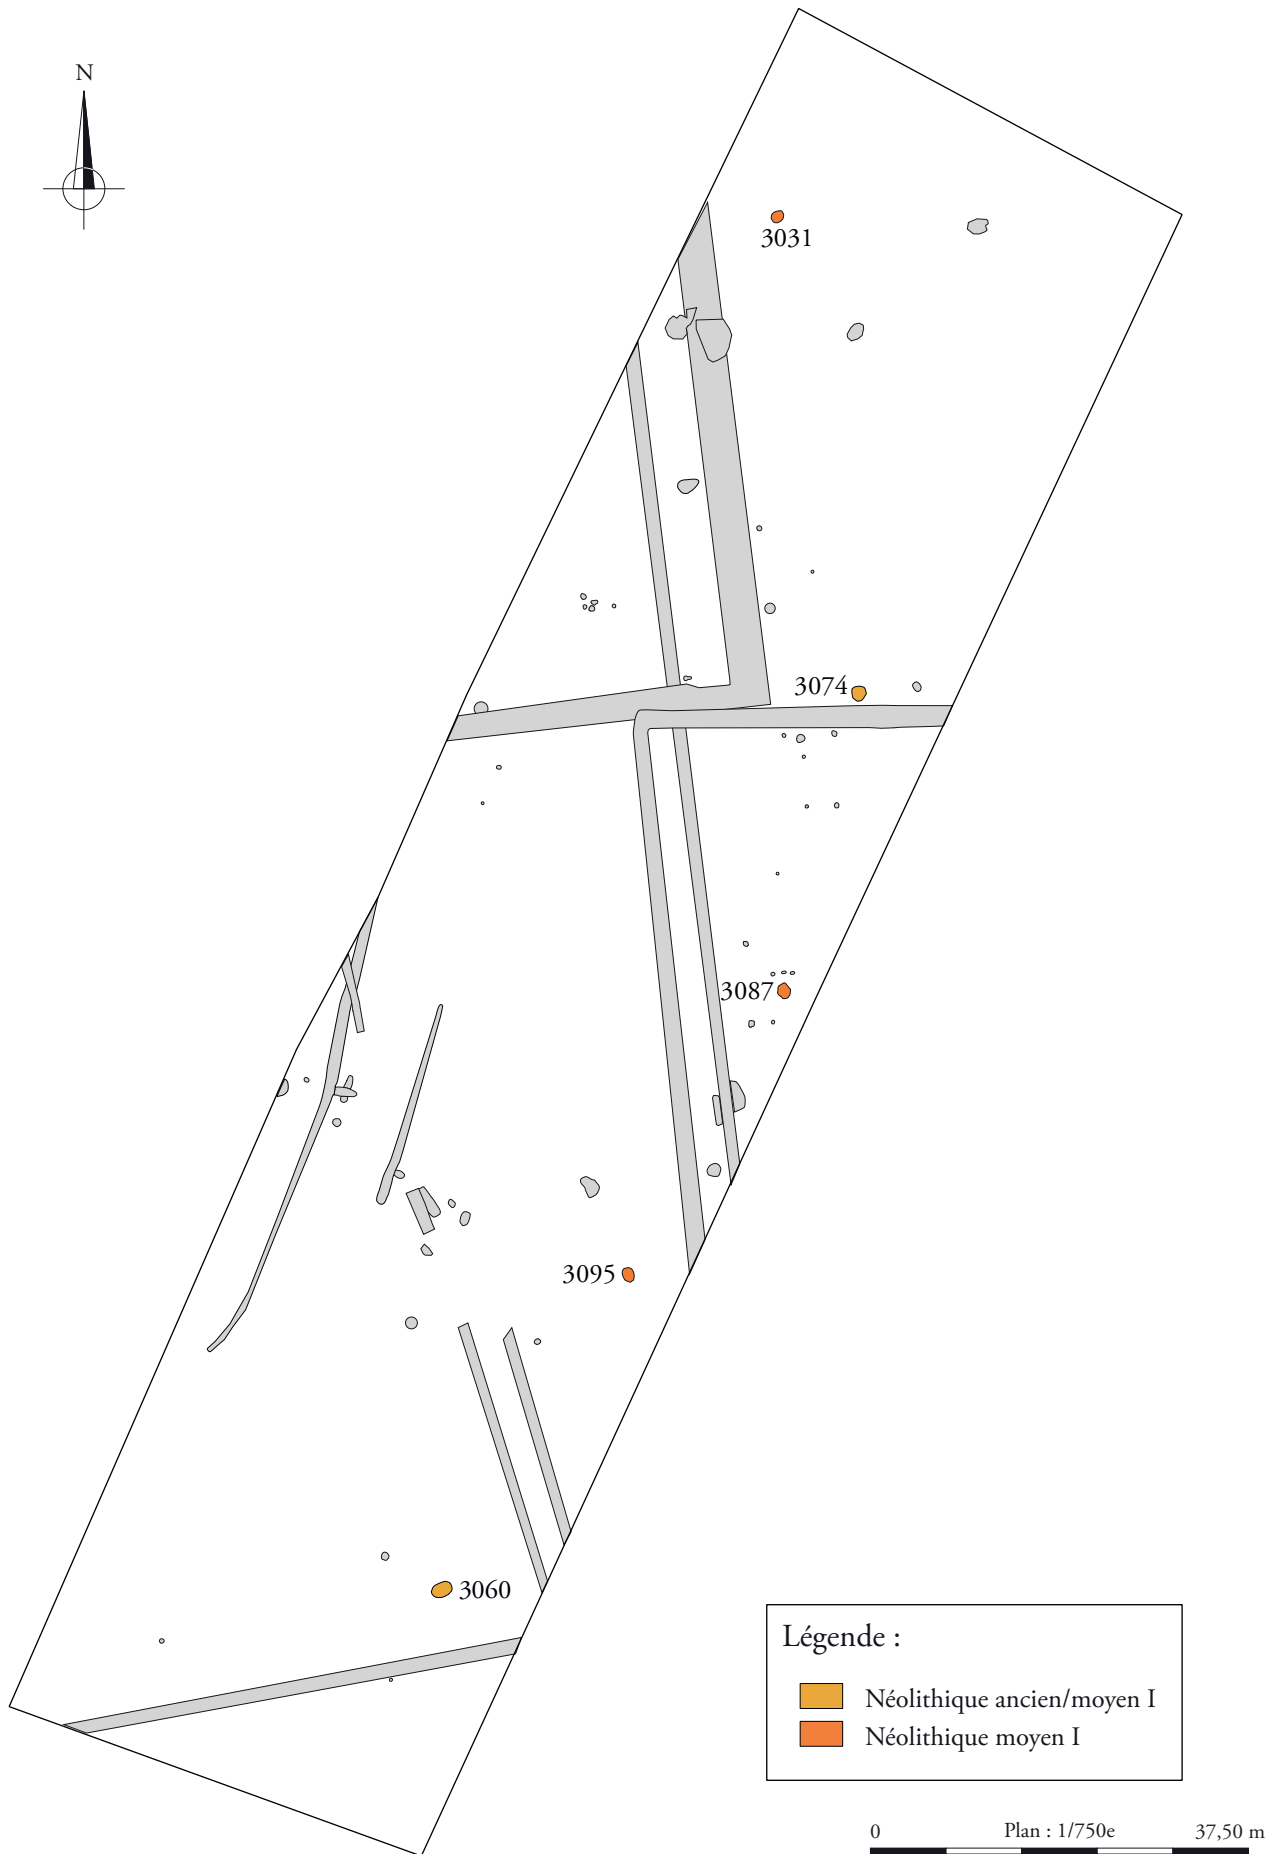 N
3031
3074
3087
3095
3060
Légende :
Néolithique ancien/moyen I
Néolithique moyen I
0 Plan : 1/750e 37,50 m